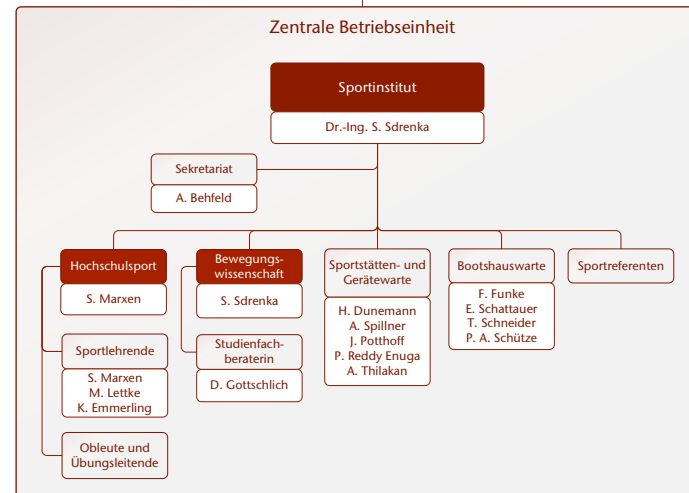 Zentrale Betriebseinheit
Sportinstitut
Dr.-Ing. S. Sdrenka
Sekretariat
A. Behfeld
Hochschulsport
S. Marxen
Sportlehrende
S. Marxen
M. Lettke
K. Emmerling
Obleute und
Übungsleitende
Bewegungs-
wissenschaft
S. Sdrenka
Studienfach-
beraterin
D. Gottschlich
Sportstätten- und
Gerätewarte
H. Dunemann
A. Spillner
J. Potthoff
P. Reddy Enuga
A. Thilakan
Bootshauswarte
F. Funke
E. Schattauer
T. Schneider
P. A. Schütze
Sportreferenten